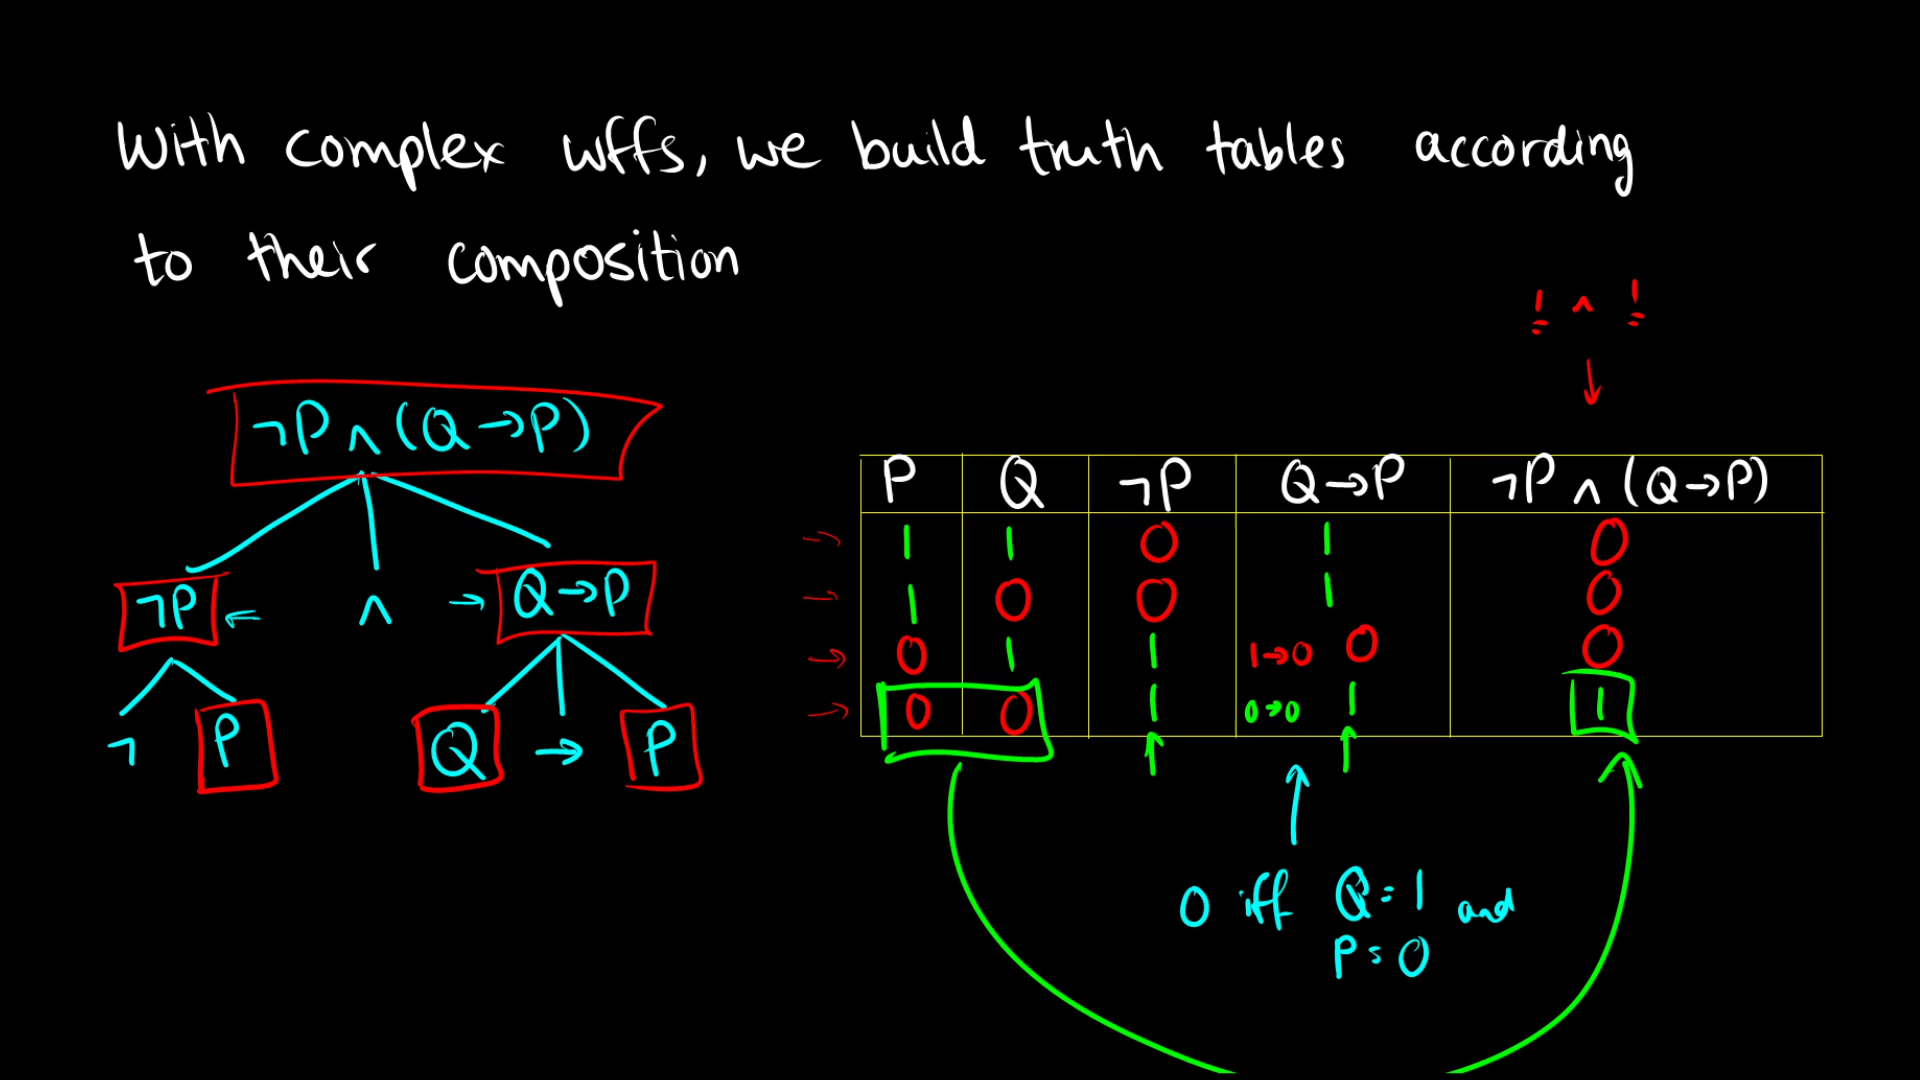 With complex wffs, we build truth tables according
to their composition
! ∧ !
↓
¬P ∧ (Q → P)
¬P ← ∧ → Q → P
¬ P Q → P
P Q ¬P Q → P ¬P ∧ (Q → P)
→ 1 1 0 1 0
→ 1 0 0 1 0
→ 0 1 1 1→0 0 0
→ 0 0 1 0→0 1 1
0 iff Q = 1 and
P = 0